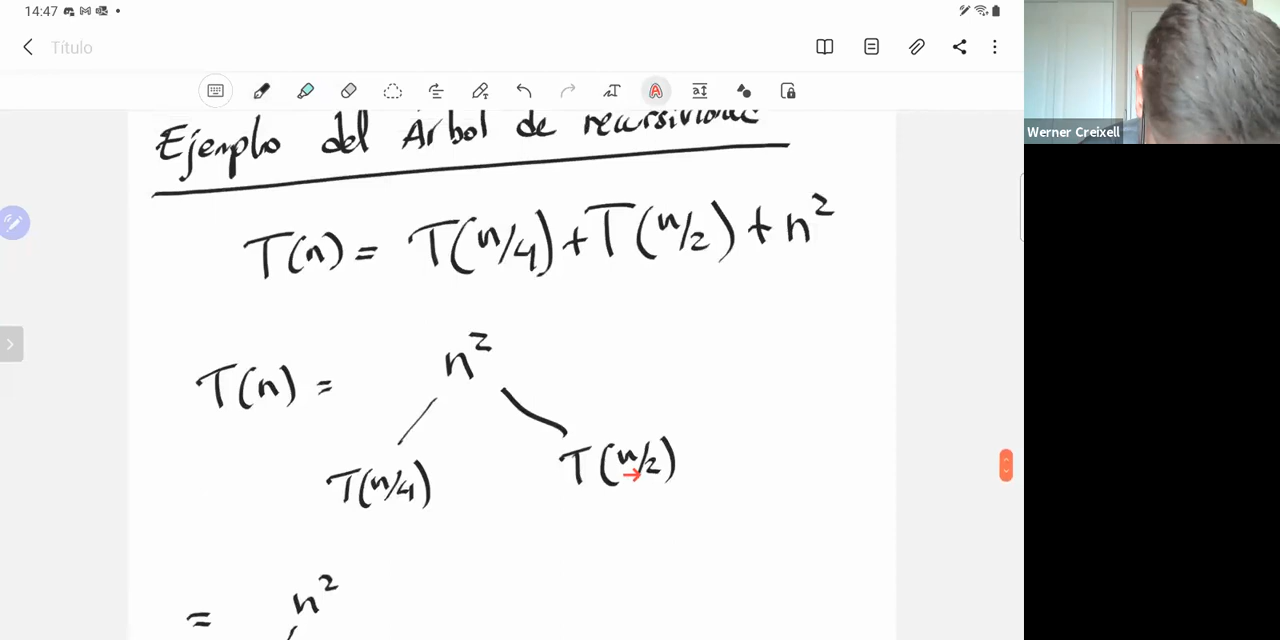 14:47
Título
Werner Creixell
Ejemplo del Árbol de recursividad
T(n) = T(n/4) + T(n/2) + n²
T(n) = n²
T(n/4) T(n/2)
= n²